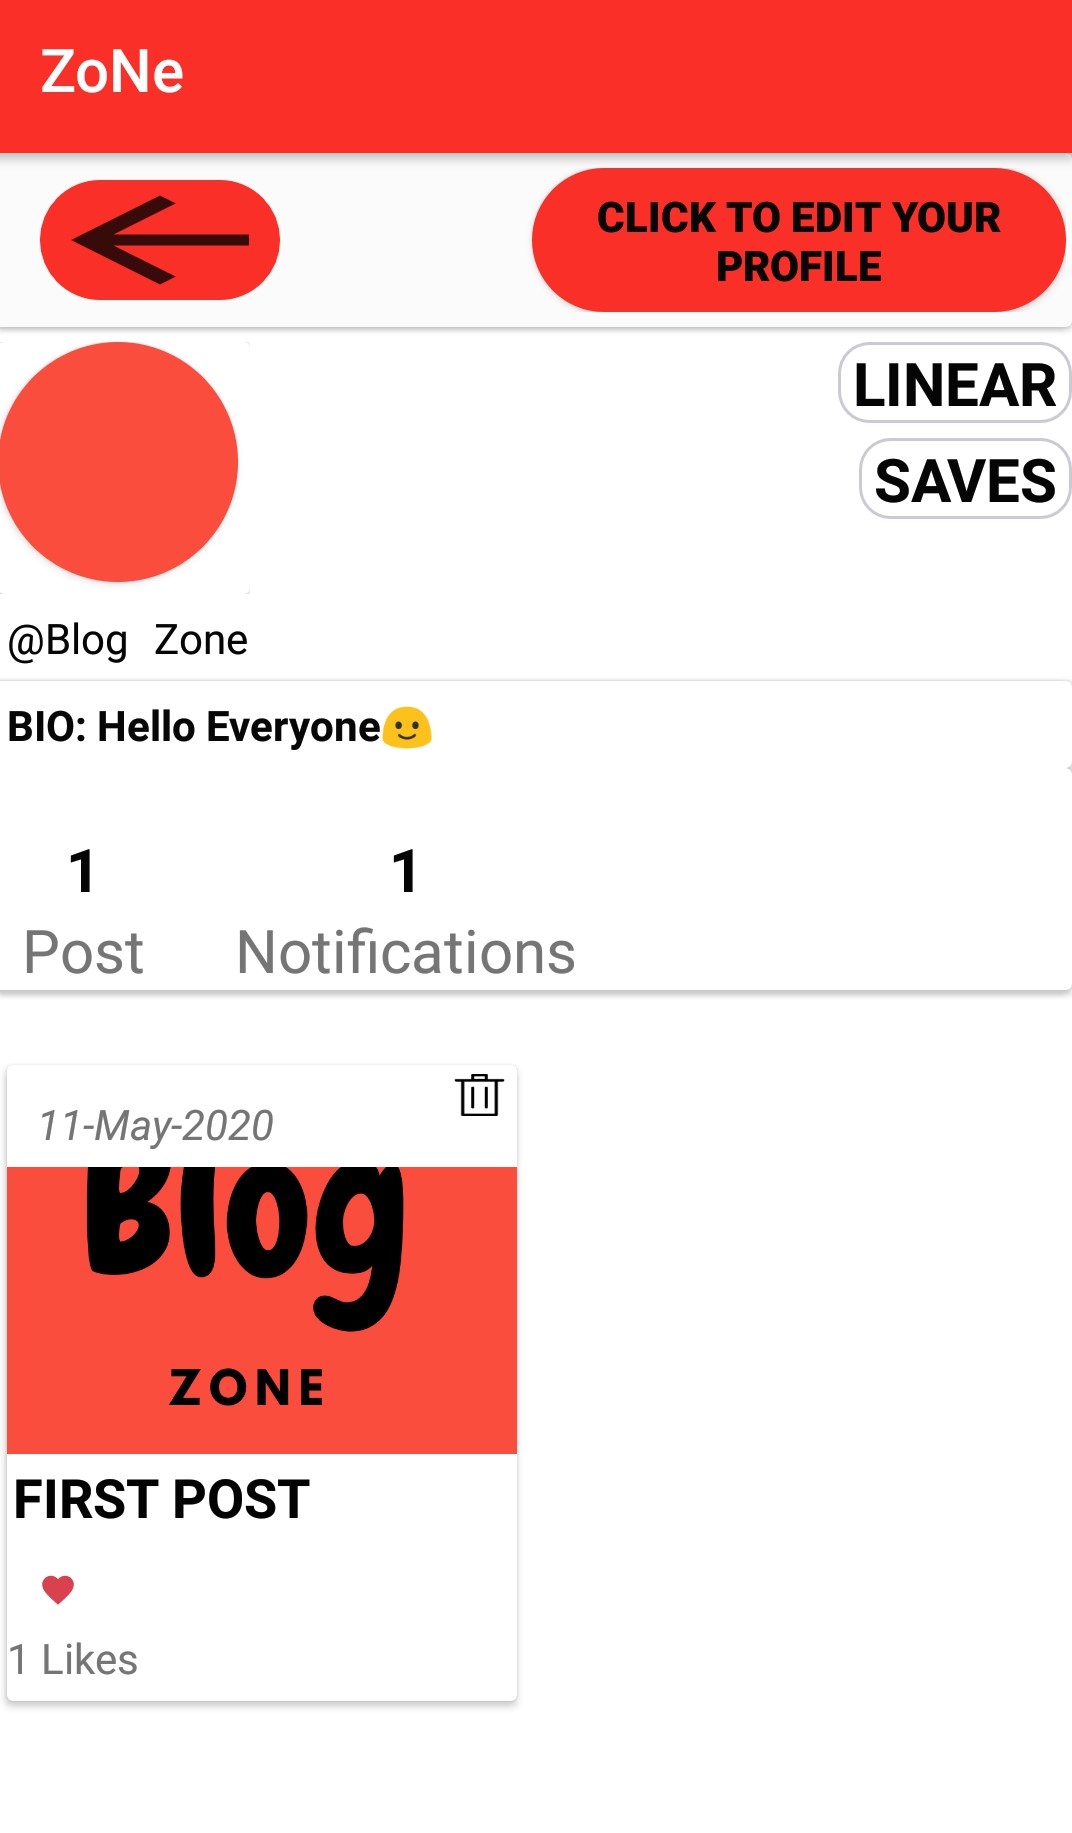 ZoNe
CLICK TO EDIT YOUR
PROFILE
LINEAR
SAVES
@Blog Zone
BIO: Hello Everyone🙂
1 1
Post Notifications
11-May-2020
Blog
ZONE
FIRST POST
1 Likes